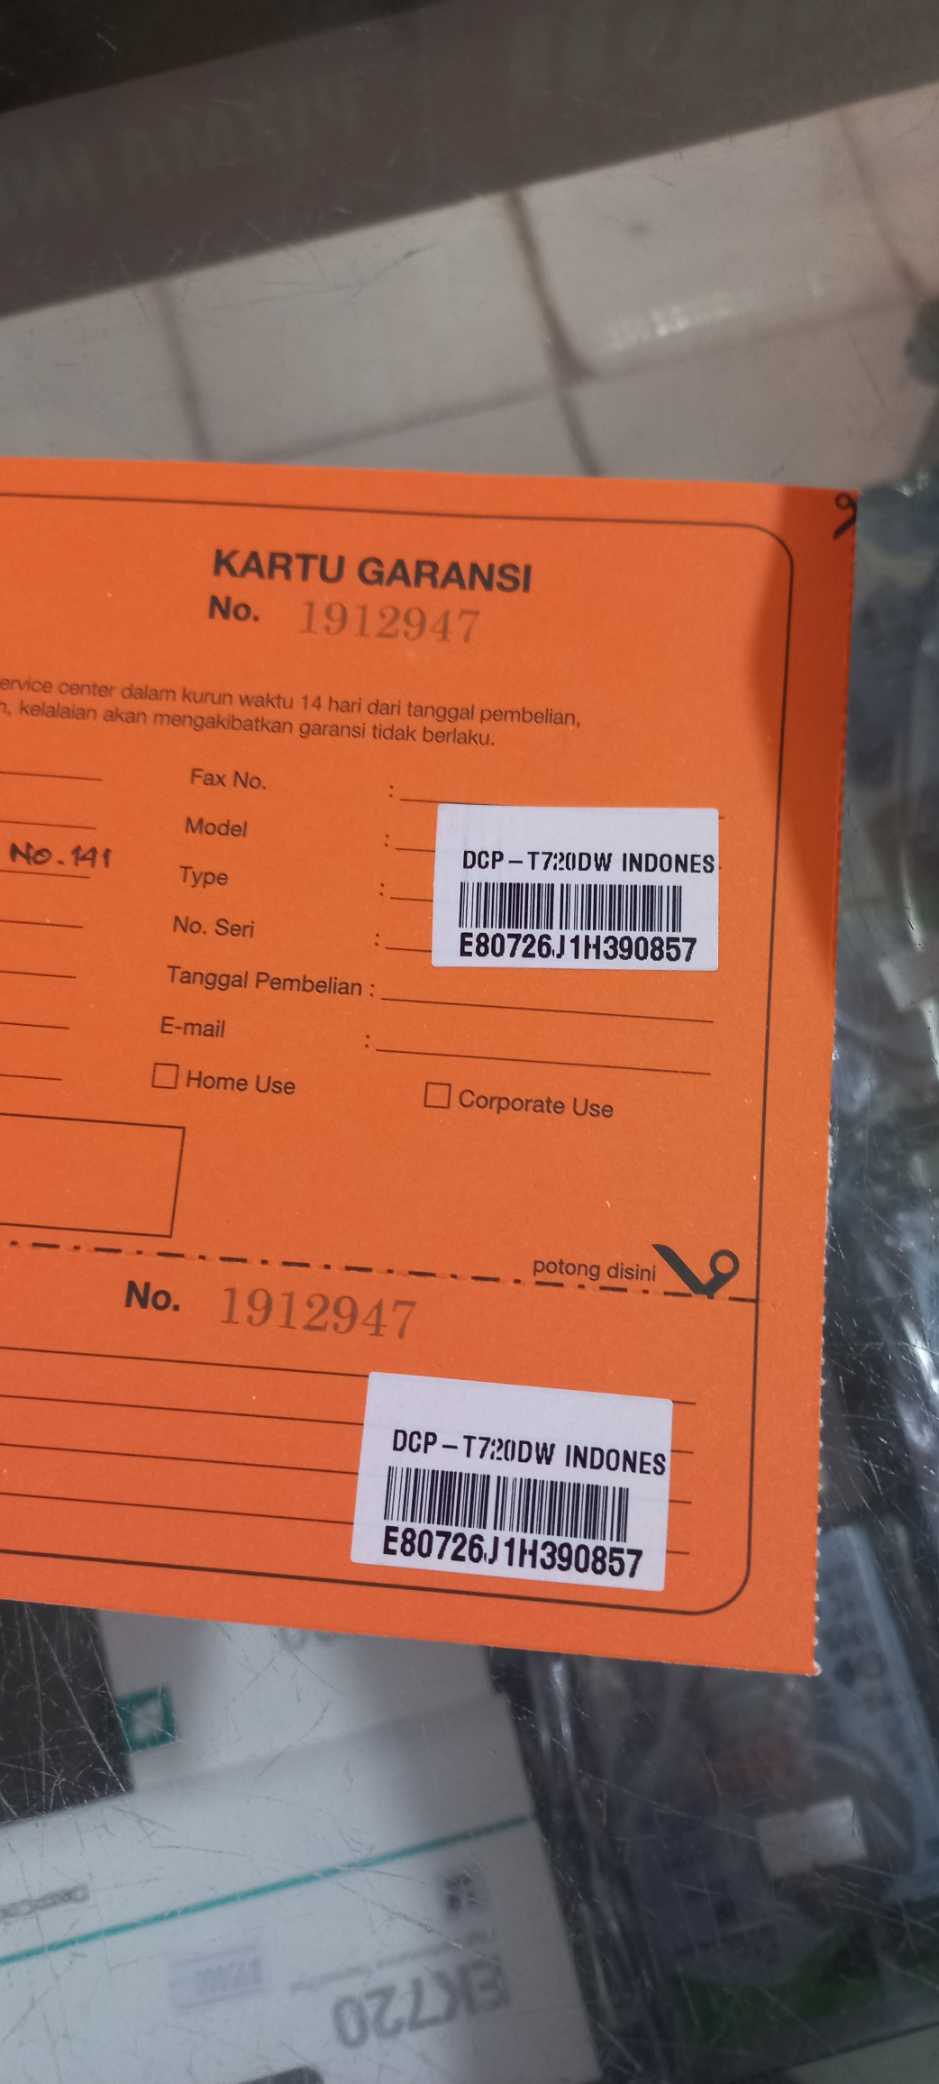 KARTU GARANSI
No. 1912947
ervice center dalam kurun waktu 14 hari dari tanggal pembelian,
h, kelalaian akan mengakibatkan garansi tidak berlaku.
Fax No. :
Model :
DCP-T720DW INDONES
No. 141
Type :
No. Seri :
E80726J1H390857
Tanggal Pembelian :
E-mail :
Home Use
Corporate Use
potong disini
No. 1912947
DCP-T720DW INDONES
E80726J1H390857
EK720